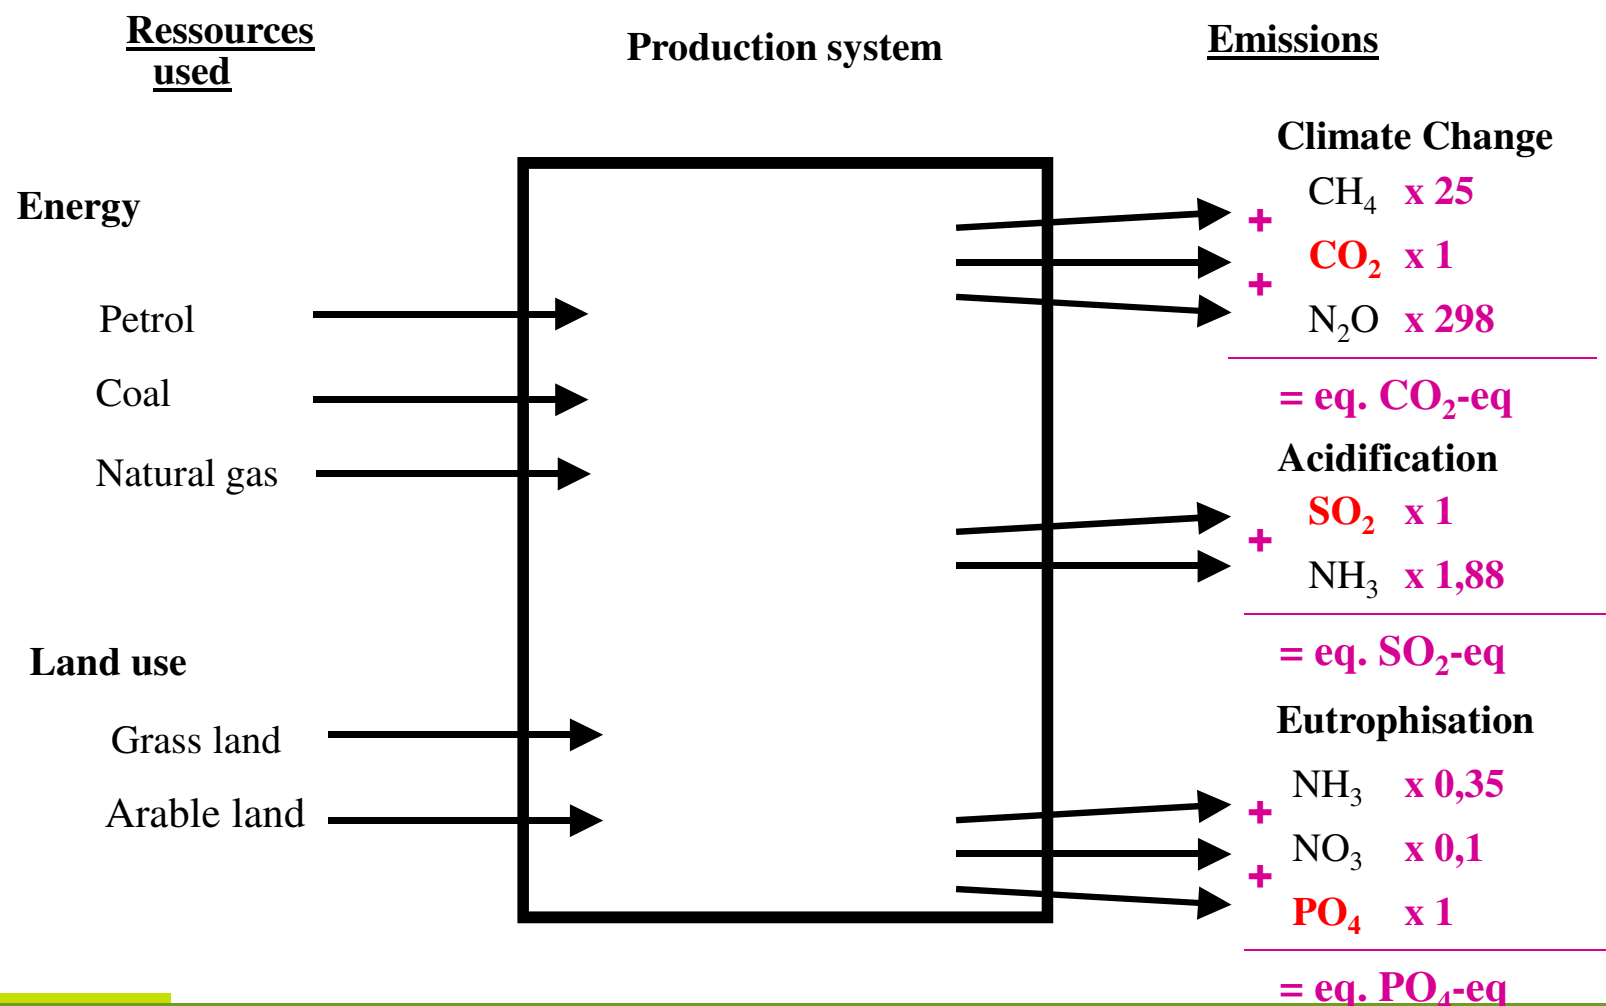 Ressources
used
Production system
Emissions
Energy
Petrol
Coal
Natural gas
Land use
Grass land
Arable land
Climate Change
CH₄ x 25
+
CO₂ x 1
+
N₂O x 298
= eq. CO₂-eq
Acidification
SO₂ x 1
+
NH₃ x 1,88
= eq. SO₂-eq
Eutrophisation
NH₃ x 0,35
+
NO₃ x 0,1
+
PO₄ x 1
= eq. PO₄-eq